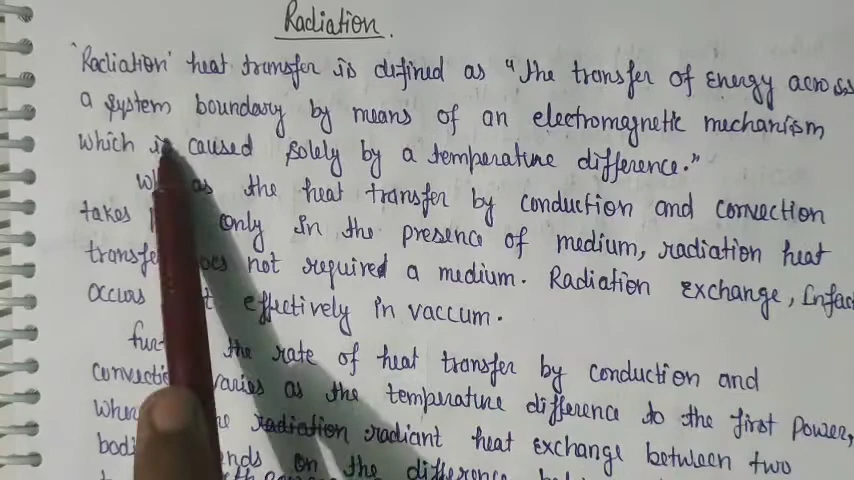 Radiation.
'Radiation' heat transfer is defined as "the transfer of Energy across
a system boundary by means of an electromagnetic mechanism
which is caused solely by a temperature difference."
as the heat transfer by conduction and convection
takes only in the presence of medium, radiation heat
transfer not required a medium. Radiation exchange, Infact
occurs effectively in vaccum.
the rate of heat transfer by conduction and
convection varies as the temperature difference to the first power,
radiation radiant heat exchange between two
on the difference